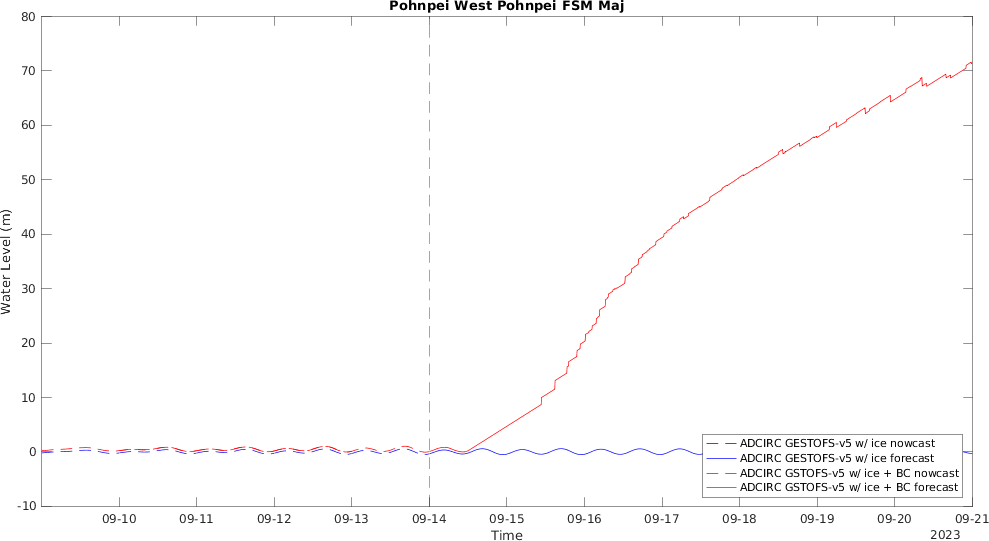 Pohnpei West Pohnpei FSM Maj
80
70
60
50
40
30
20
10
0
-10
Water Level (m)
09-10 09-11 09-12 09-13 09-14 09-15 09-16 09-17 09-18 09-19 09-20 09-21
Time
2023
ADCIRC GESTOFS-v5 w/ ice nowcast
ADCIRC GESTOFS-v5 w/ ice forecast
ADCIRC GSTOFS-v5 w/ ice + BC nowcast
ADCIRC GSTOFS-v5 w/ ice + BC forecast